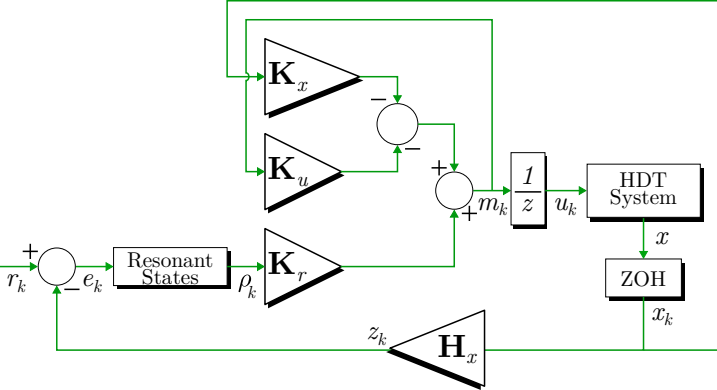 K_x
−
−
K_u
+
+
m_k
1
z
u_k
HDT
System
x
ZOH
x_k
+
r_k
−
e_k
Resonant
States
ρ_k
K_r
z_k
H_x